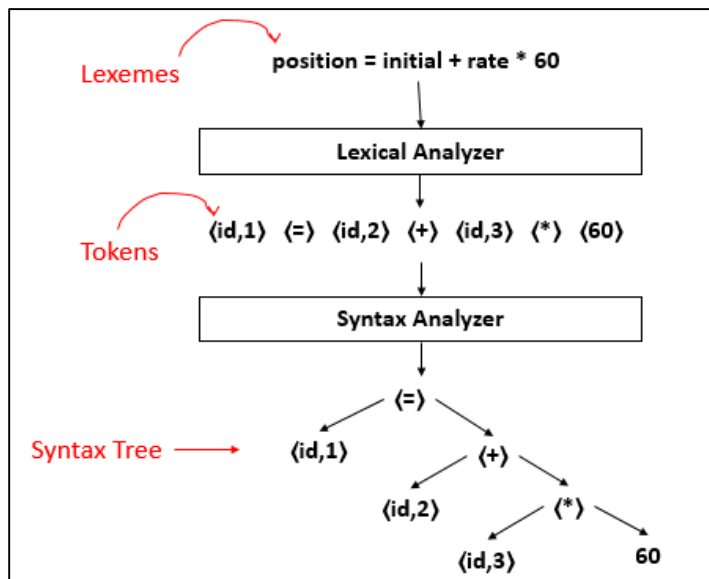 Lexemes
position = initial + rate * 60
Lexical Analyzer
⟨id,1⟩ ⟨=⟩ ⟨id,2⟩ ⟨+⟩ ⟨id,3⟩ ⟨*⟩ ⟨60⟩
Tokens
Syntax Analyzer
⟨=⟩
Syntax Tree
⟨id,1⟩ ⟨+⟩
⟨id,2⟩ ⟨*⟩
⟨id,3⟩ 60